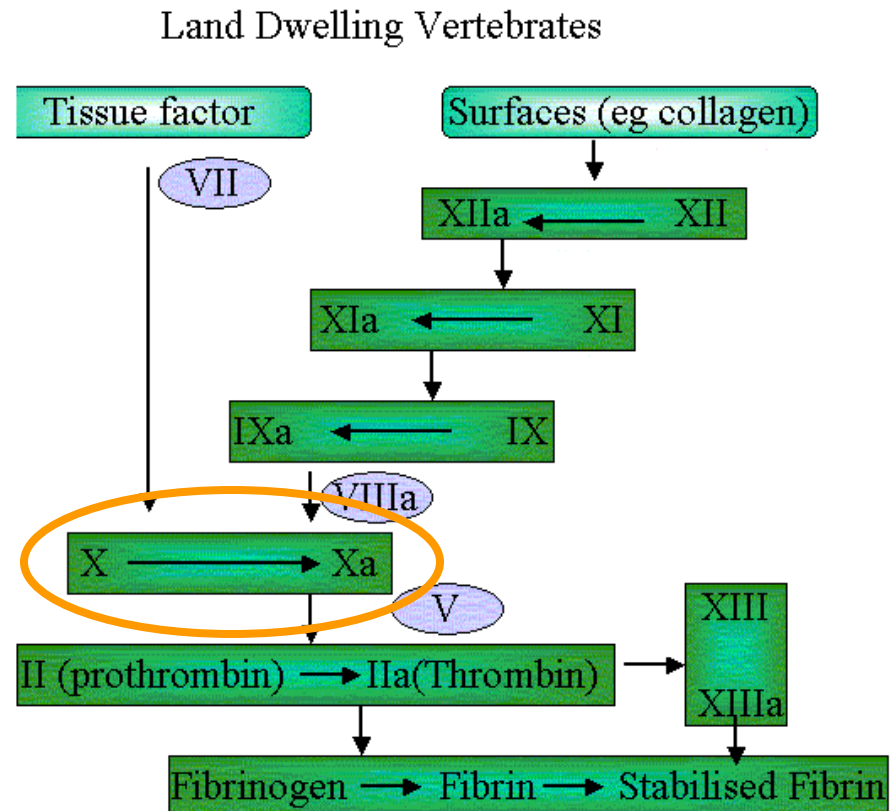 Land Dwelling Vertebrates
Tissue factor
Surfaces (eg collagen)
VII
XIIa XII
XIa XI
IXa IX
VIIIa
X Xa
V
XIII
II (prothrombin) IIa(Thrombin)
XIIIa
Fibrinogen Fibrin Stabilised Fibrin